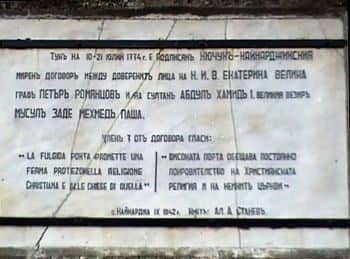 Тукъ на 10-21 юлий 1774 г. е подписанъ Кючукъ-Кайнарджийския
миренъ договоръ между доверенитѣ лица на Н. И. В. Екатерина Велика
графъ Петъръ Румянцовъ и на султанъ Абдулъ Хамидъ I, великия везиръ
Мусулъ Заде Мехмедъ паша.
Членъ 7 отъ договора гласи:
„ La fulgida Porta promette una
ferma protezione alla religione
Christiana e alle chiese di quella “
„ Високата порта обещава постоянно
покровителство на християнската
религия и на нейнитѣ църкви “
с. Кайнарджа IX 1942 г. Кметъ: Ал. А. Станевъ.